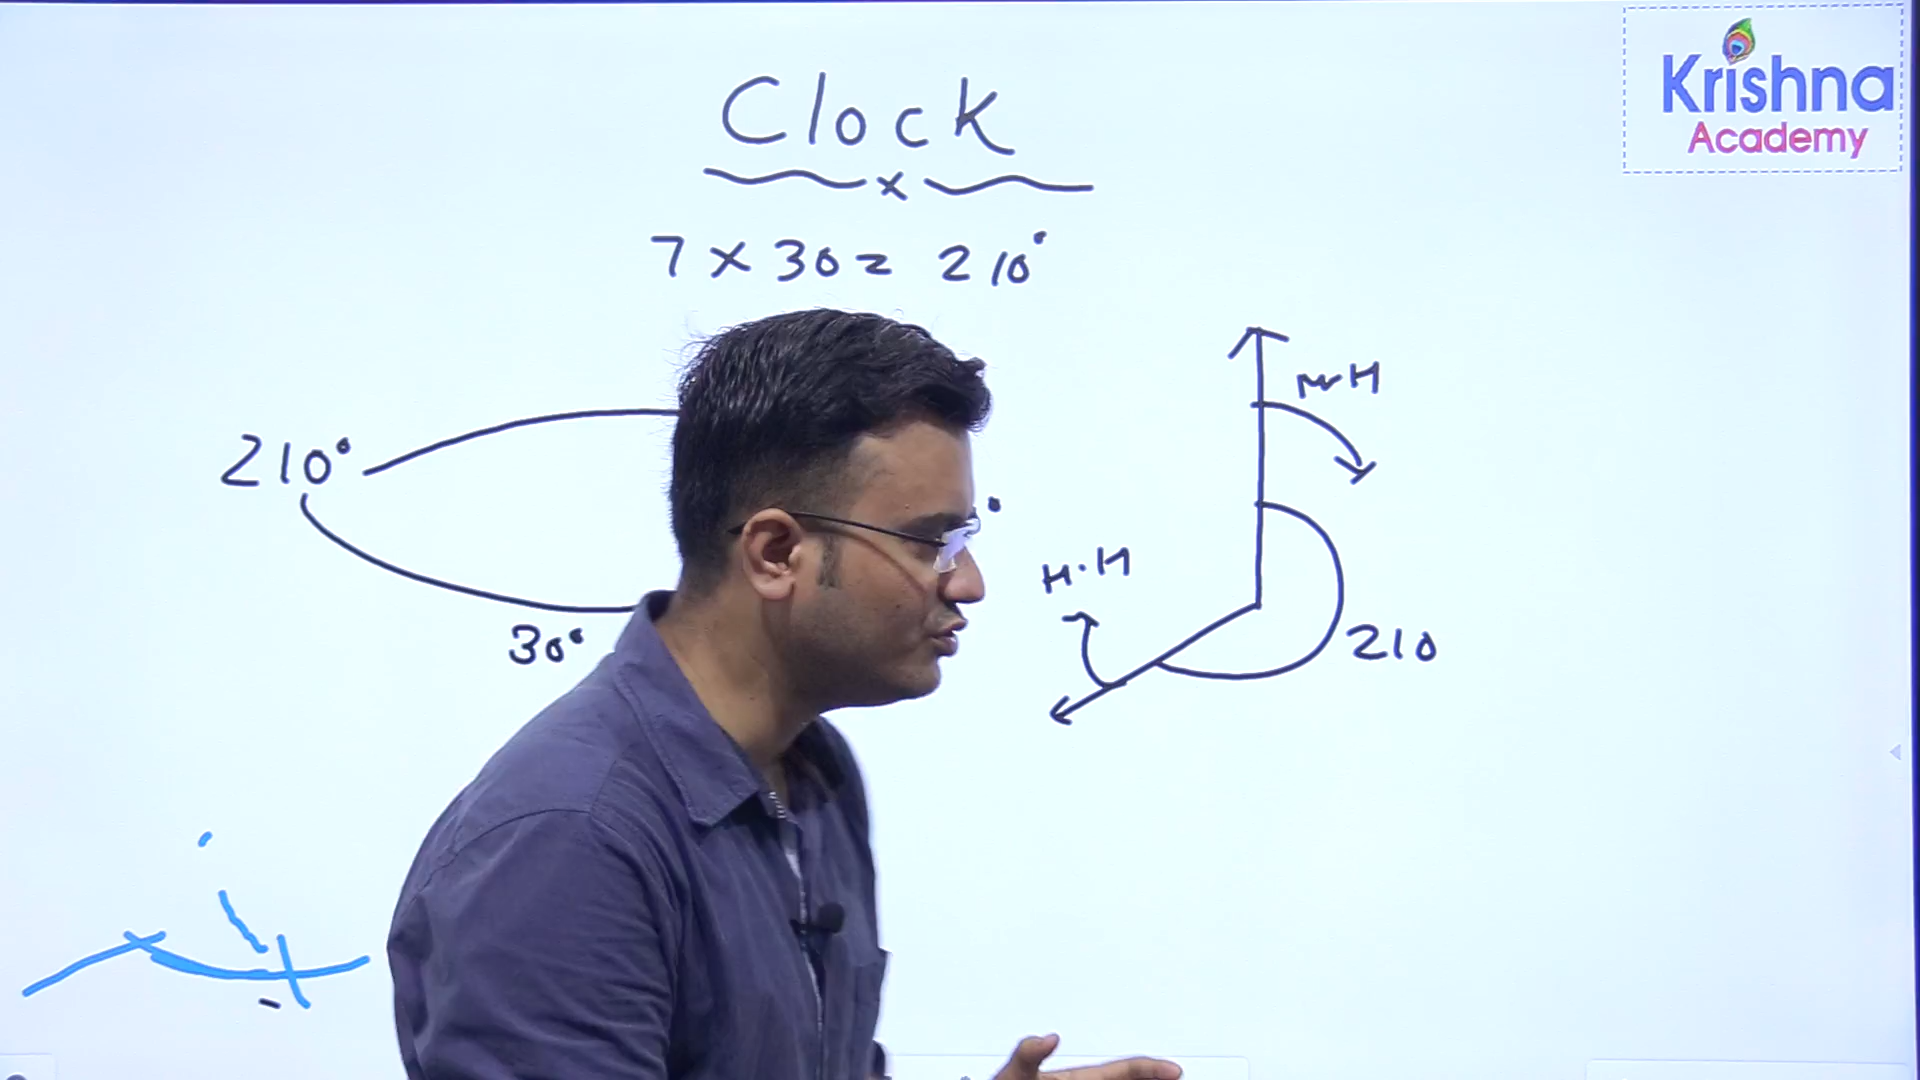 Krishna
Academy
Clock
x
7 x 30 = 210°
M·H
210°
H·H
30°
210